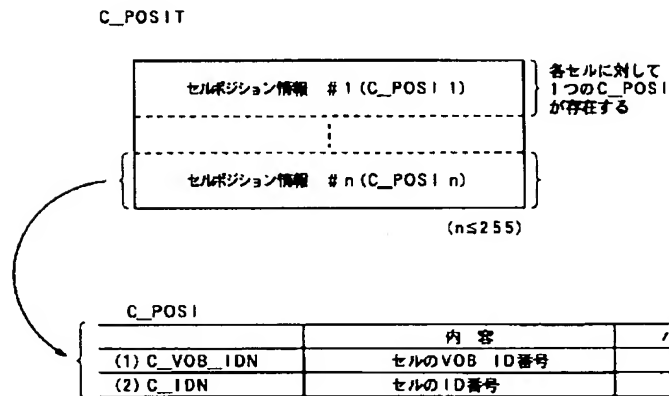 C_POSIT
セルポジション情報 #1(C_POSI 1)
各セルに対して
1つのC_POSI
が存在する
セルポジション情報 #n(C_POSI n)
(n≤255)
C_POSI
内容
(1) C_VOB_IDN セルのVOB ID番号
(2) C_IDN セルのID番号